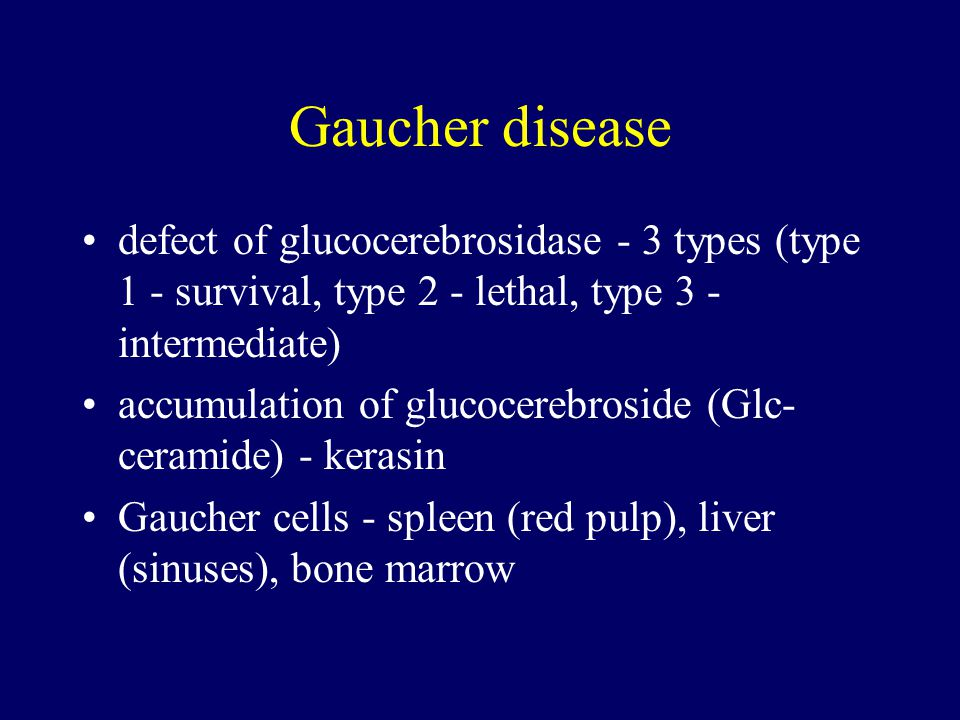 Gaucher disease
• defect of glucocerebrosidase - 3 types (type
1 - survival, type 2 - lethal, type 3 -
intermediate)
• accumulation of glucocerebroside (Glc-
ceramide) - kerasin
• Gaucher cells - spleen (red pulp), liver
(sinuses), bone marrow